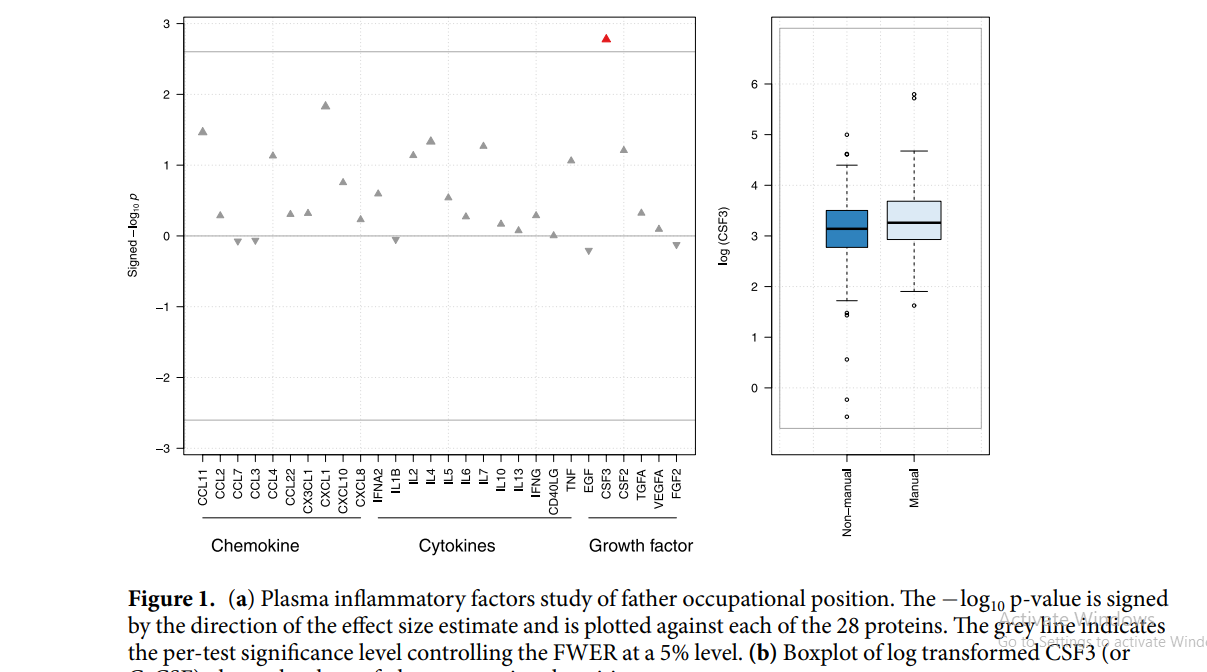 3
2
1
0
−1
−2
−3
Signed −log10 p
CCL11
CCL2
CCL7
CCL3
CCL4
CCL22
CX3CL1
CXCL1
CXCL10
CXCL8
IFNA2
IL1B
IL2
IL4
IL5
IL6
IL7
IL10
IL13
IFNG
CD40LG
TNF
EGF
CSF3
CSF2
TGFA
VEGFA
FGF2
Chemokine
Cytokines
Growth factor
6
5
4
3
2
1
0
log (CSF3)
Non−manual
Manual
Figure 1. (a) Plasma inflammatory factors study of father occupational position. The −log10 p-value is signed
by the direction of the effect size estimate and is plotted against each of the 28 proteins. The grey line indicates
the per-test significance level controlling the FWER at a 5% level. (b) Boxplot of log transformed CSF3 (or
Activate Windows
Go to Settings to activate Wind